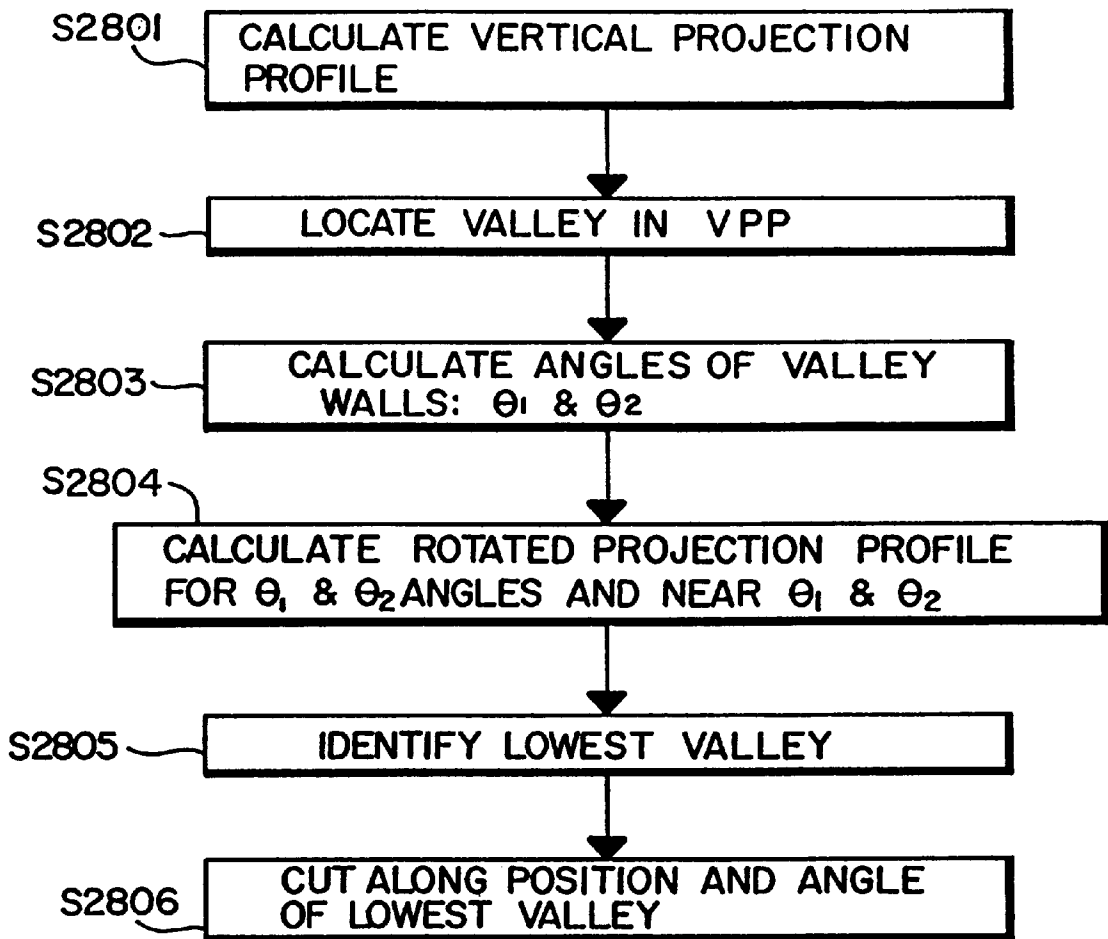 S2801
CALCULATE VERTICAL PROJECTION
PROFILE
S2802
LOCATE VALLEY IN VPP
S2803
CALCULATE ANGLES OF VALLEY
WALLS: θ1 & θ2
S2804
CALCULATE ROTATED PROJECTION PROFILE
FOR θ1 & θ2 ANGLES AND NEAR θ1 & θ2
S2805
IDENTIFY LOWEST VALLEY
S2806
CUT ALONG POSITION AND ANGLE
OF LOWEST VALLEY